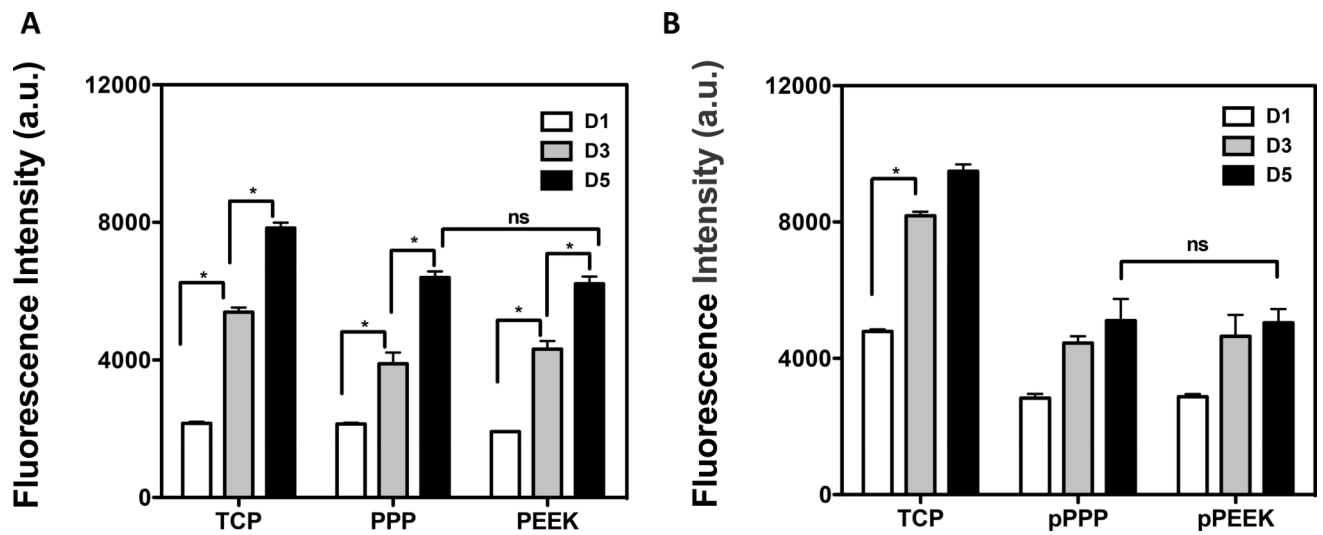 A
Fluorescence Intensity (a.u.)
12000
8000
4000
0
D1
D3
D5
*
*
*
*
*
*
ns
TCP
PPP
PEEK
B
Fluorescence Intensity (a.u.)
12000
8000
4000
0
D1
D3
D5
*
ns
TCP
pPPP
pPEEK